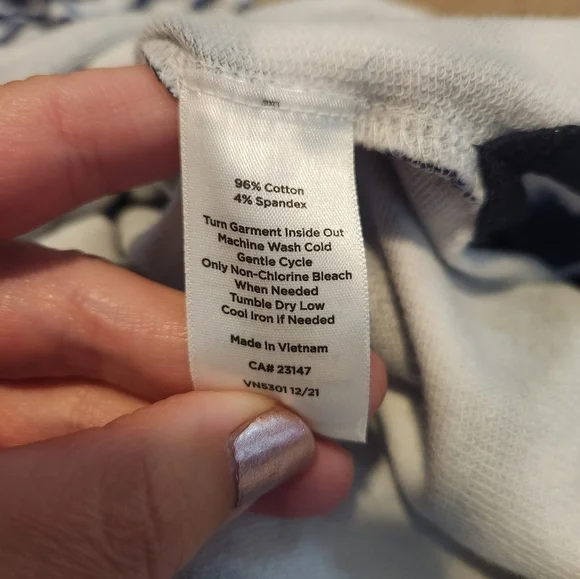 96% Cotton
4% Spandex
Turn Garment Inside Out
Machine Wash Cold
Gentle Cycle
Only Non-Chlorine Bleach
When Needed
Tumble Dry Low
Cool Iron if Needed
Made in Vietnam
CA# 23147
VN5301 12/21